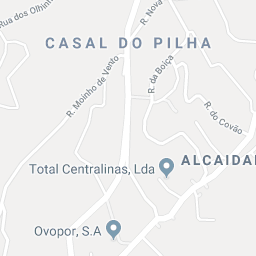 Rua dos Olhin
R. Nova
CASAL DO PILHA
R. Moinho de Vento
R. da Boiça
R. do Covão
ALCAIDA
Total Centralinas, Lda
Ovopor, S.A